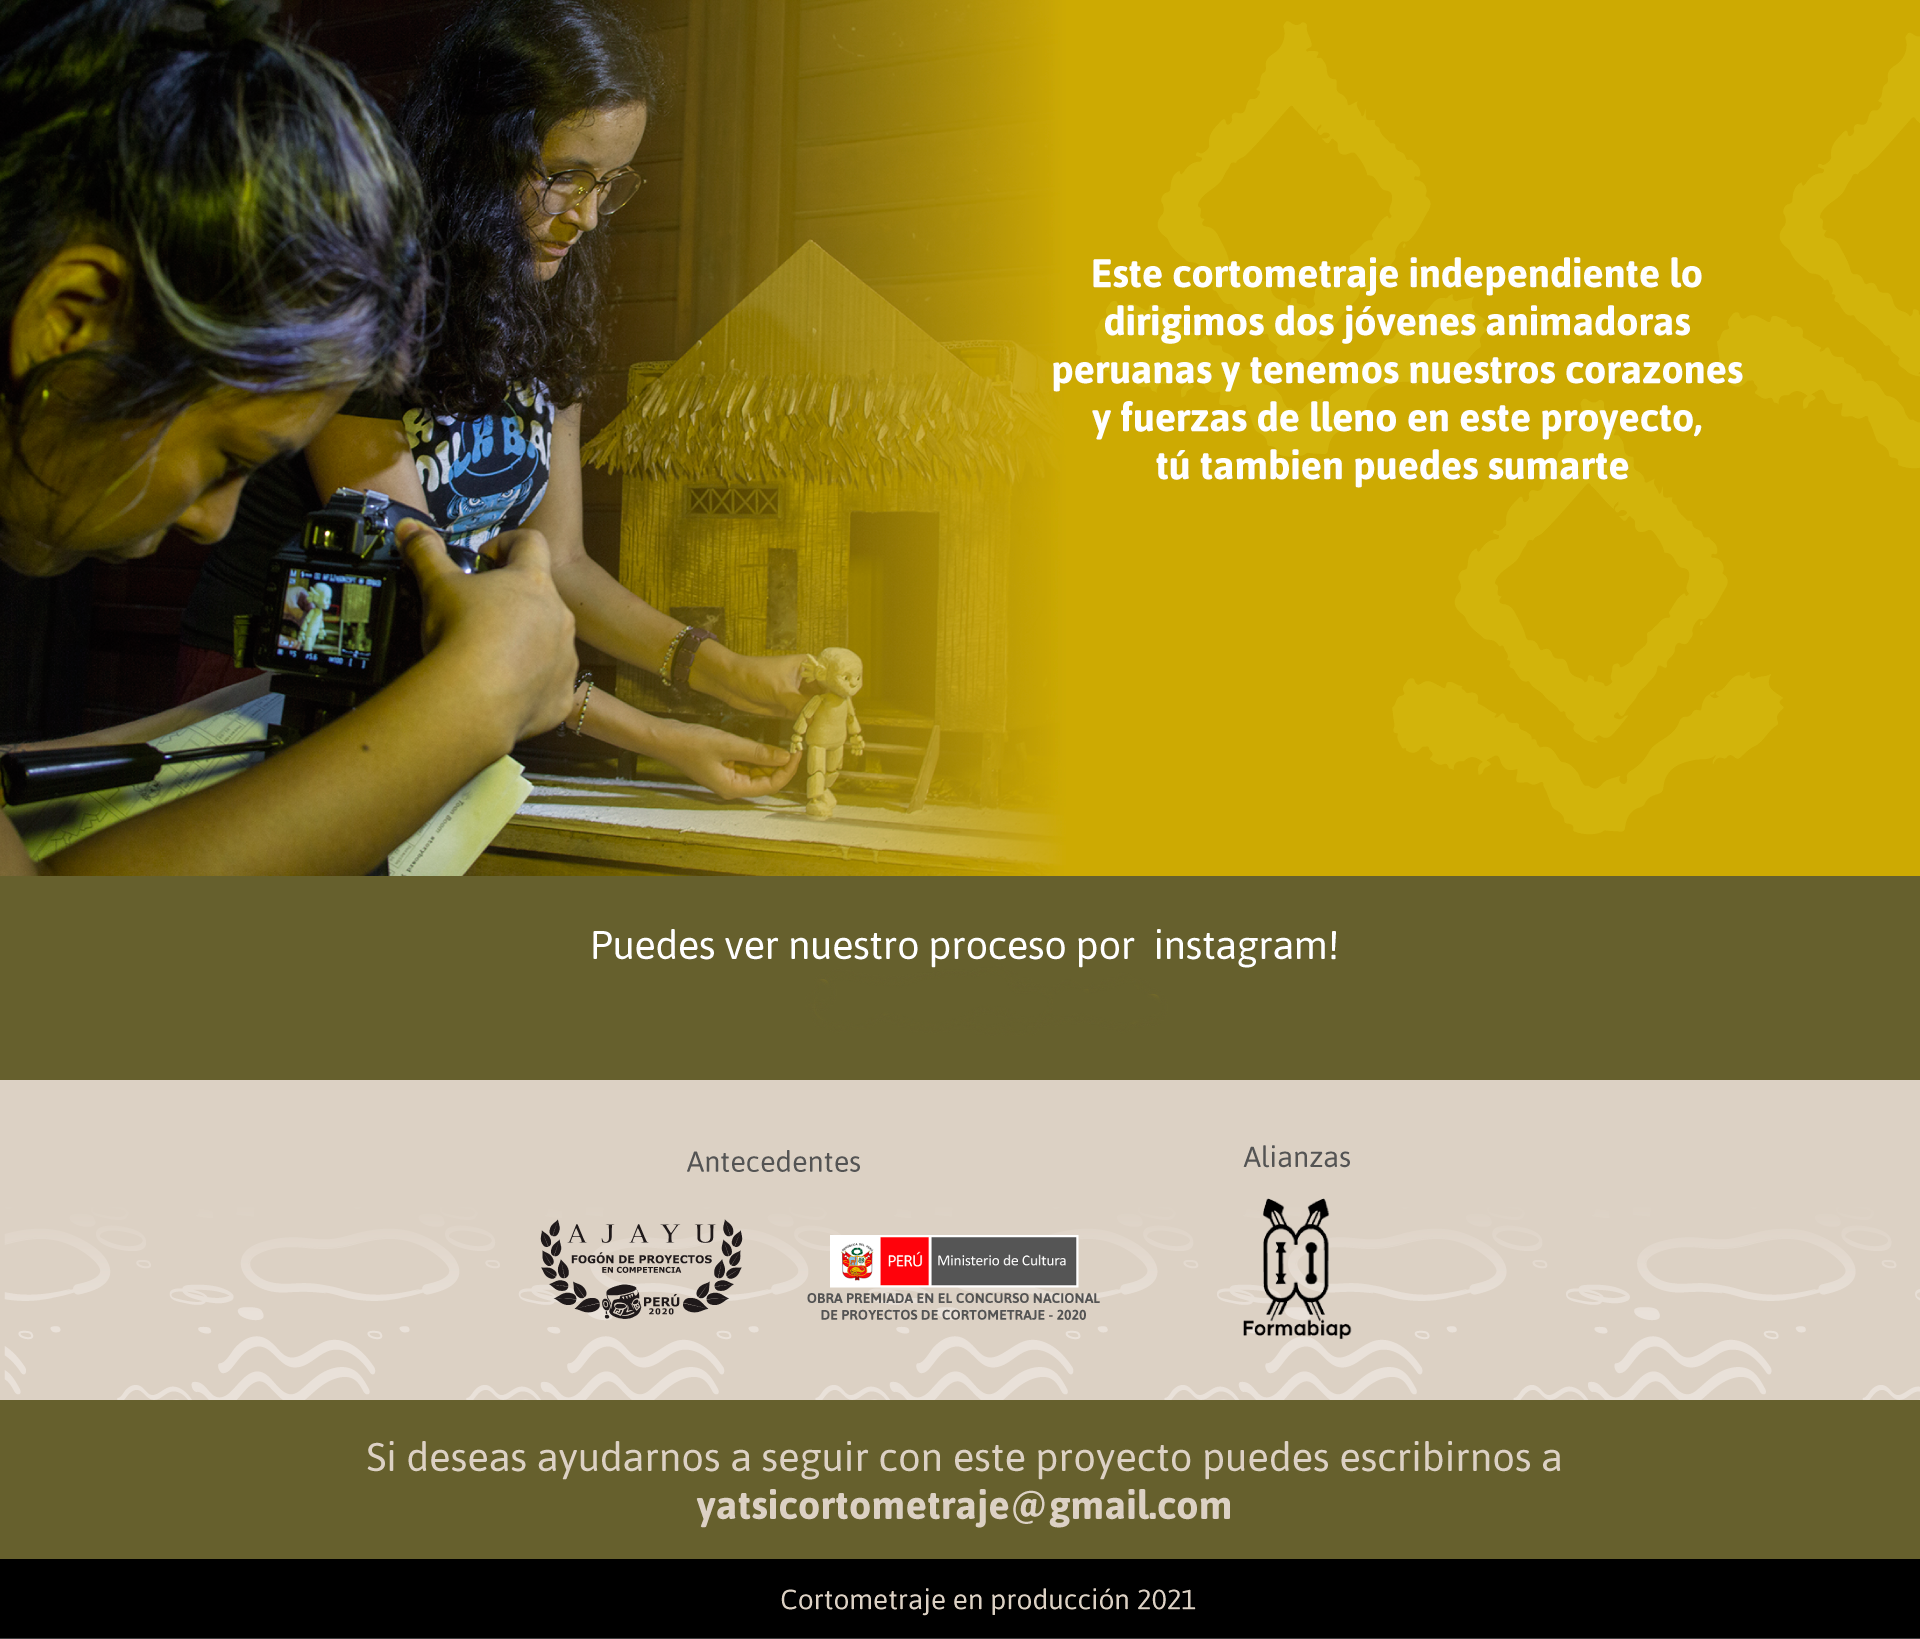 Este cortometraje independiente lo
dirigimos dos jóvenes animadoras
peruanas y tenemos nuestros corazones
y fuerzas de lleno en este proyecto,
tú tambien puedes sumarte
Puedes ver nuestro proceso por instagram!
Antecedentes
AJAYU
FOGÓN DE PROYECTOS
EN COMPETENCIA
PERÚ
2020
PERÚ
Ministerio de Cultura
OBRA PREMIADA EN EL CONCURSO NACIONAL
DE PROYECTOS DE CORTOMETRAJE - 2020
Alianzas
Formabiap
Si deseas ayudarnos a seguir con este proyecto puedes escribirnos a
yatsicortometraje@gmail.com
Cortometraje en producción 2021